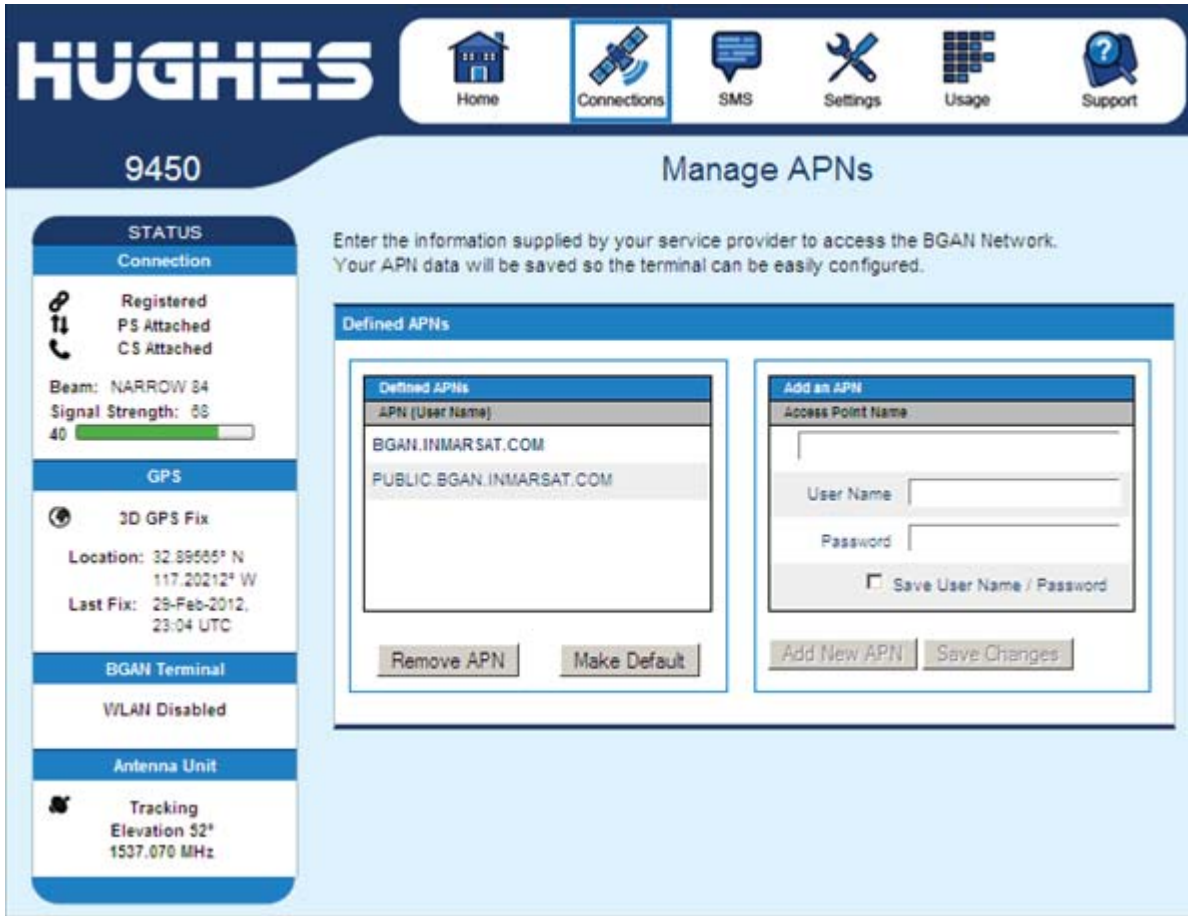 HUGHES
Home
Connections
SMS
Settings
Usage
Support
9450
Manage APNs
STATUS
Connection
Registered
PS Attached
CS Attached
Beam: NARROW 84
Signal Strength: 68
40
GPS
3D GPS Fix
Location: 32.89565° N
117.20212° W
Last Fix: 29-Feb-2012,
23:04 UTC
BGAN Terminal
WLAN Disabled
Antenna Unit
Tracking
Elevation 52°
1537.070 MHz
Enter the information supplied by your service provider to access the BGAN Network.
Your APN data will be saved so the terminal can be easily configured.
Defined APNs
Defined APNs
APN (User Name)
BGAN.INMARSAT.COM
PUBLIC.BGAN.INMARSAT.COM
Remove APN
Make Default
Add an APN
Access Point Name
User Name
Password
Save User Name / Password
Add New APN
Save Changes